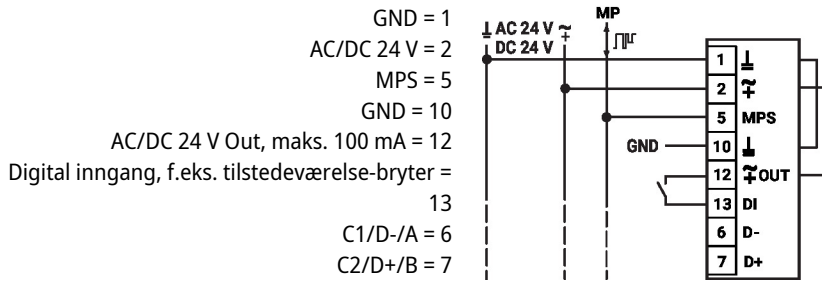 GND = 1
AC/DC 24 V = 2
MPS = 5
GND = 10
AC/DC 24 V Out, maks. 100 mA = 12
Digital inngang, f.eks. tilstedeværelse-bryter =
13
C1/D-/A = 6
C2/D+/B = 7
MP
AC 24 V
DC 24 V
1
2
5 MPS
GND 10
12 OUT
13 DI
6 D-
7 D+